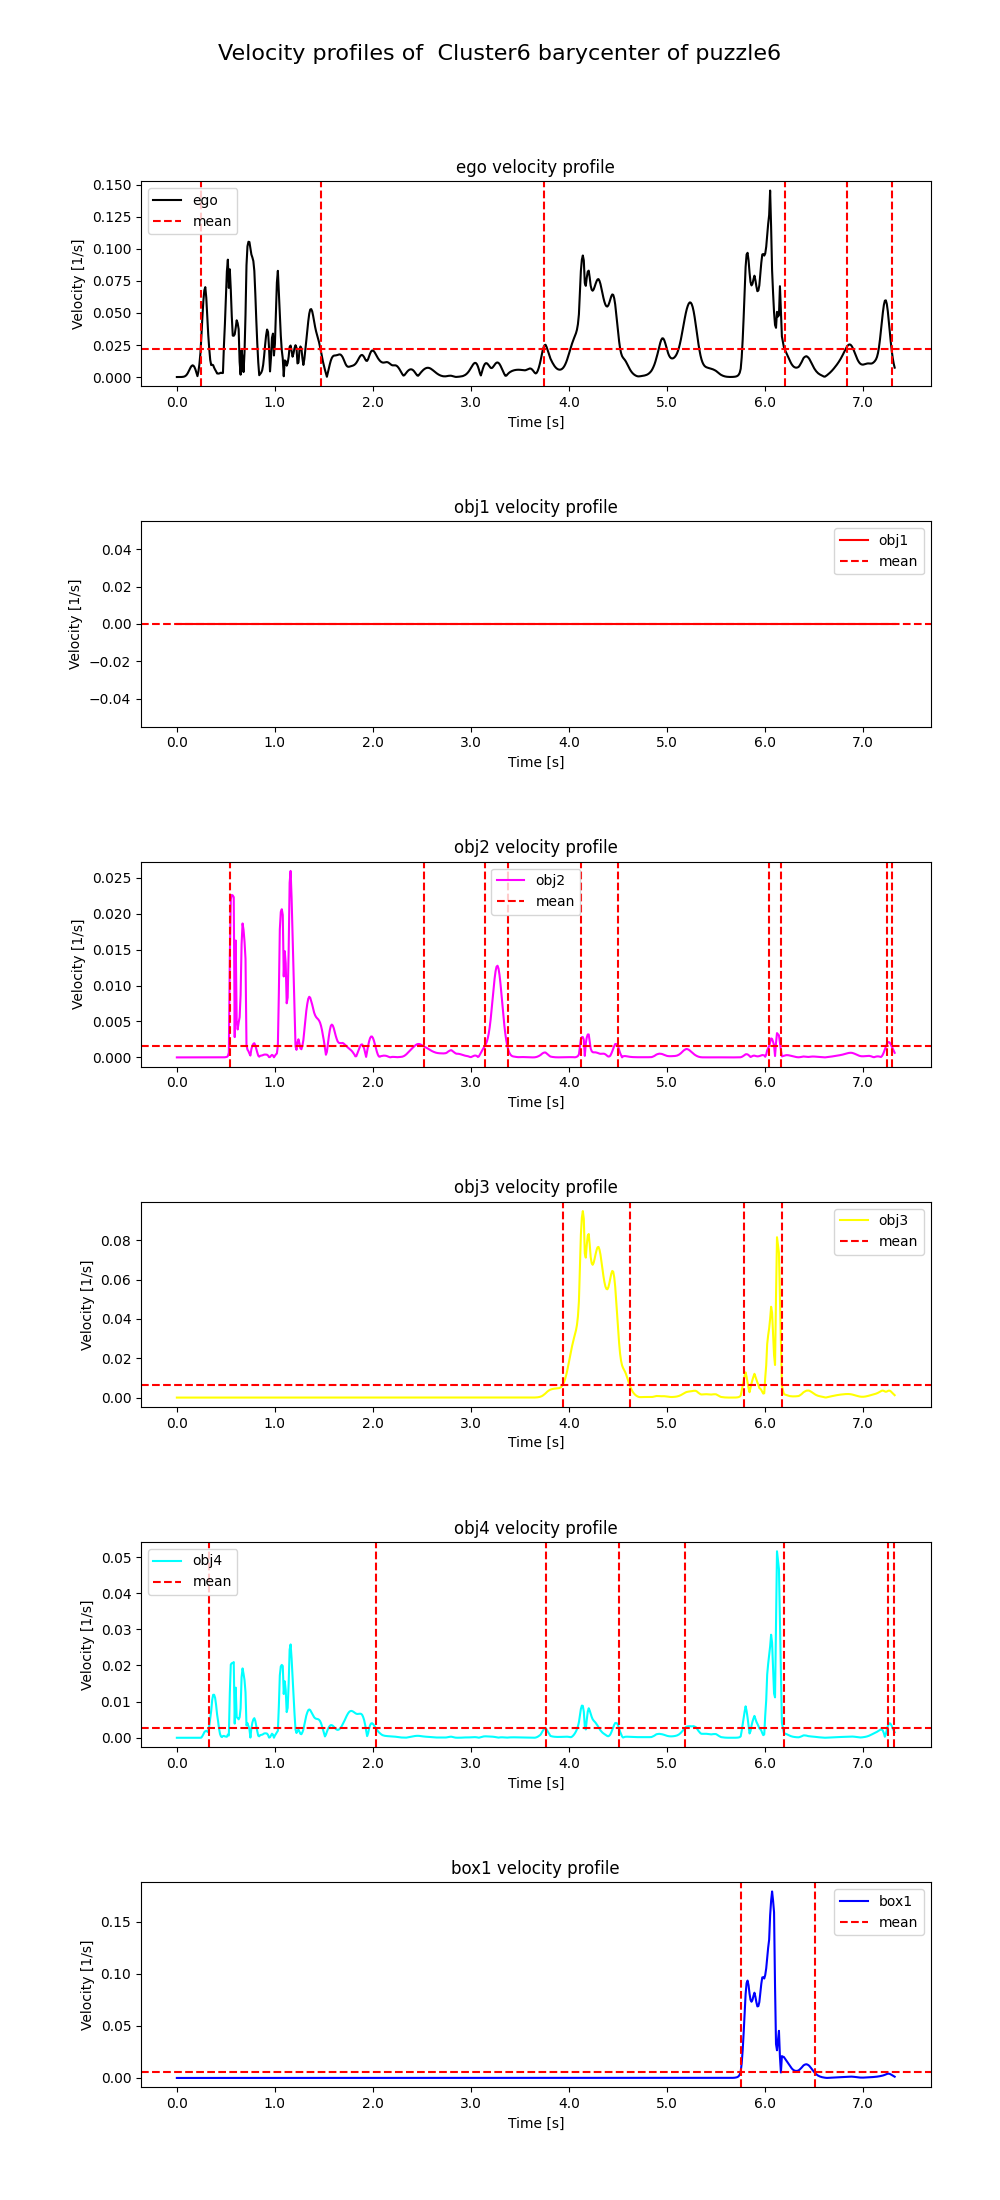 Velocity profiles of  Cluster6 barycenter of puzzle6
ego velocity profile
Velocity [1/s]
0.150
0.125
0.100
0.075
0.050
0.025
0.000
ego
mean
0.0 1.0 2.0 3.0 4.0 5.0 6.0 7.0
Time [s]
obj1 velocity profile
Velocity [1/s]
0.04
0.02
0.00
−0.02
−0.04
obj1
mean
0.0 1.0 2.0 3.0 4.0 5.0 6.0 7.0
Time [s]
obj2 velocity profile
Velocity [1/s]
0.025
0.020
0.015
0.010
0.005
0.000
obj2
mean
0.0 1.0 2.0 3.0 4.0 5.0 6.0 7.0
Time [s]
obj3 velocity profile
Velocity [1/s]
0.08
0.06
0.04
0.02
0.00
obj3
mean
0.0 1.0 2.0 3.0 4.0 5.0 6.0 7.0
Time [s]
obj4 velocity profile
Velocity [1/s]
0.05
0.04
0.03
0.02
0.01
0.00
obj4
mean
0.0 1.0 2.0 3.0 4.0 5.0 6.0 7.0
Time [s]
box1 velocity profile
Velocity [1/s]
0.15
0.10
0.05
0.00
box1
mean
0.0 1.0 2.0 3.0 4.0 5.0 6.0 7.0
Time [s]